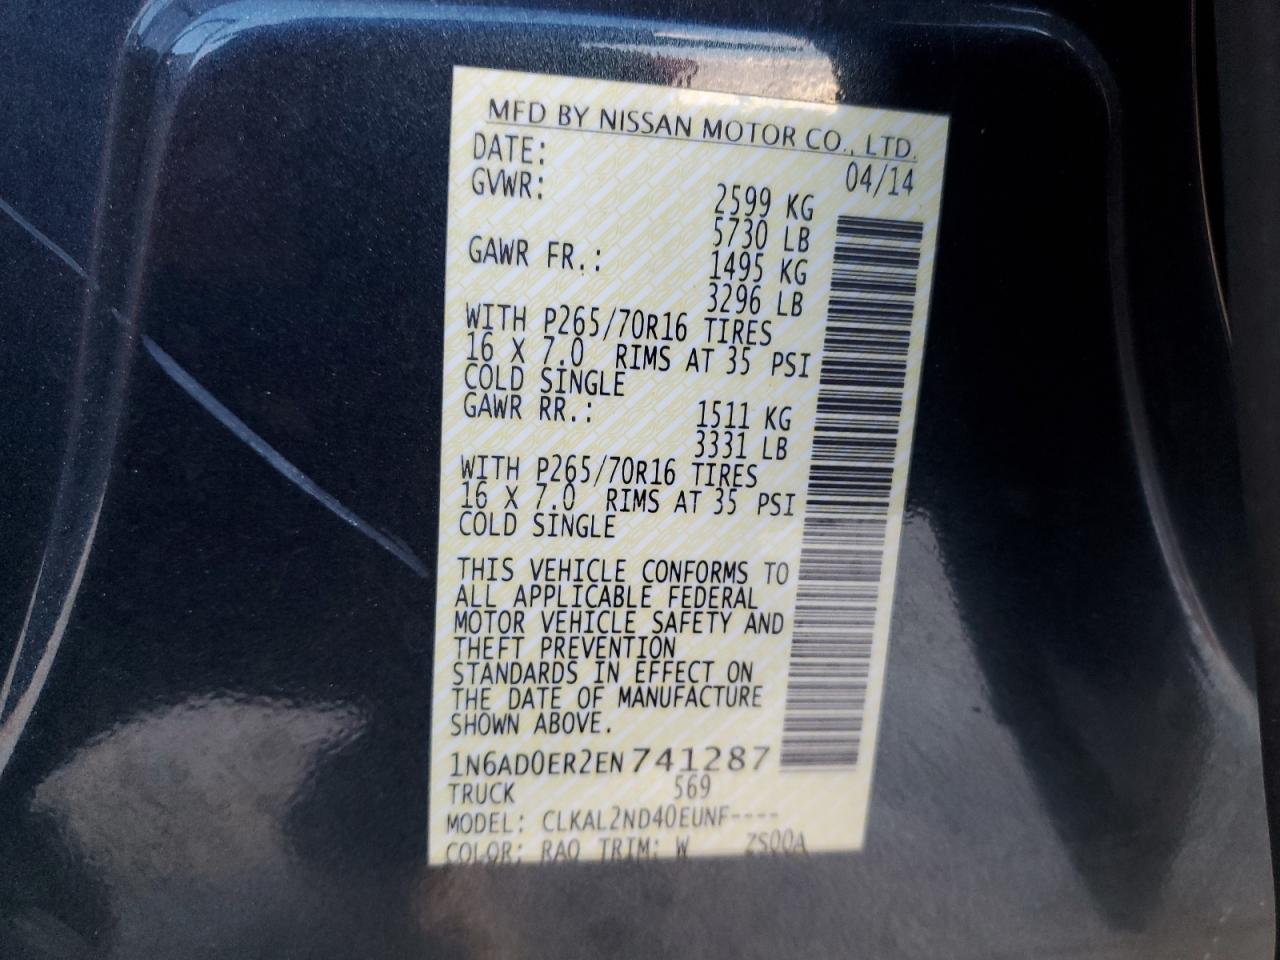 MFD BY NISSAN MOTOR CO., LTD.
DATE: 04/14
GVWR: 2599 KG
5730 LB
GAWR FR.: 1495 KG
3296 LB
WITH P265/70R16 TIRES
16 X 7.0 RIMS AT 35 PSI
COLD SINGLE
GAWR RR.: 1511 KG
3331 LB
WITH P265/70R16 TIRES
16 X 7.0 RIMS AT 35 PSI
COLD SINGLE
THIS VEHICLE CONFORMS TO
ALL APPLICABLE FEDERAL
MOTOR VEHICLE SAFETY AND
THEFT PREVENTION
STANDARDS IN EFFECT ON
THE DATE OF MANUFACTURE
SHOWN ABOVE.
1N6AD0ER2EN741287
TRUCK 569
MODEL: CLKAL2ND40EUNF----
COLOR: RAQ TRIM: W ZS00A